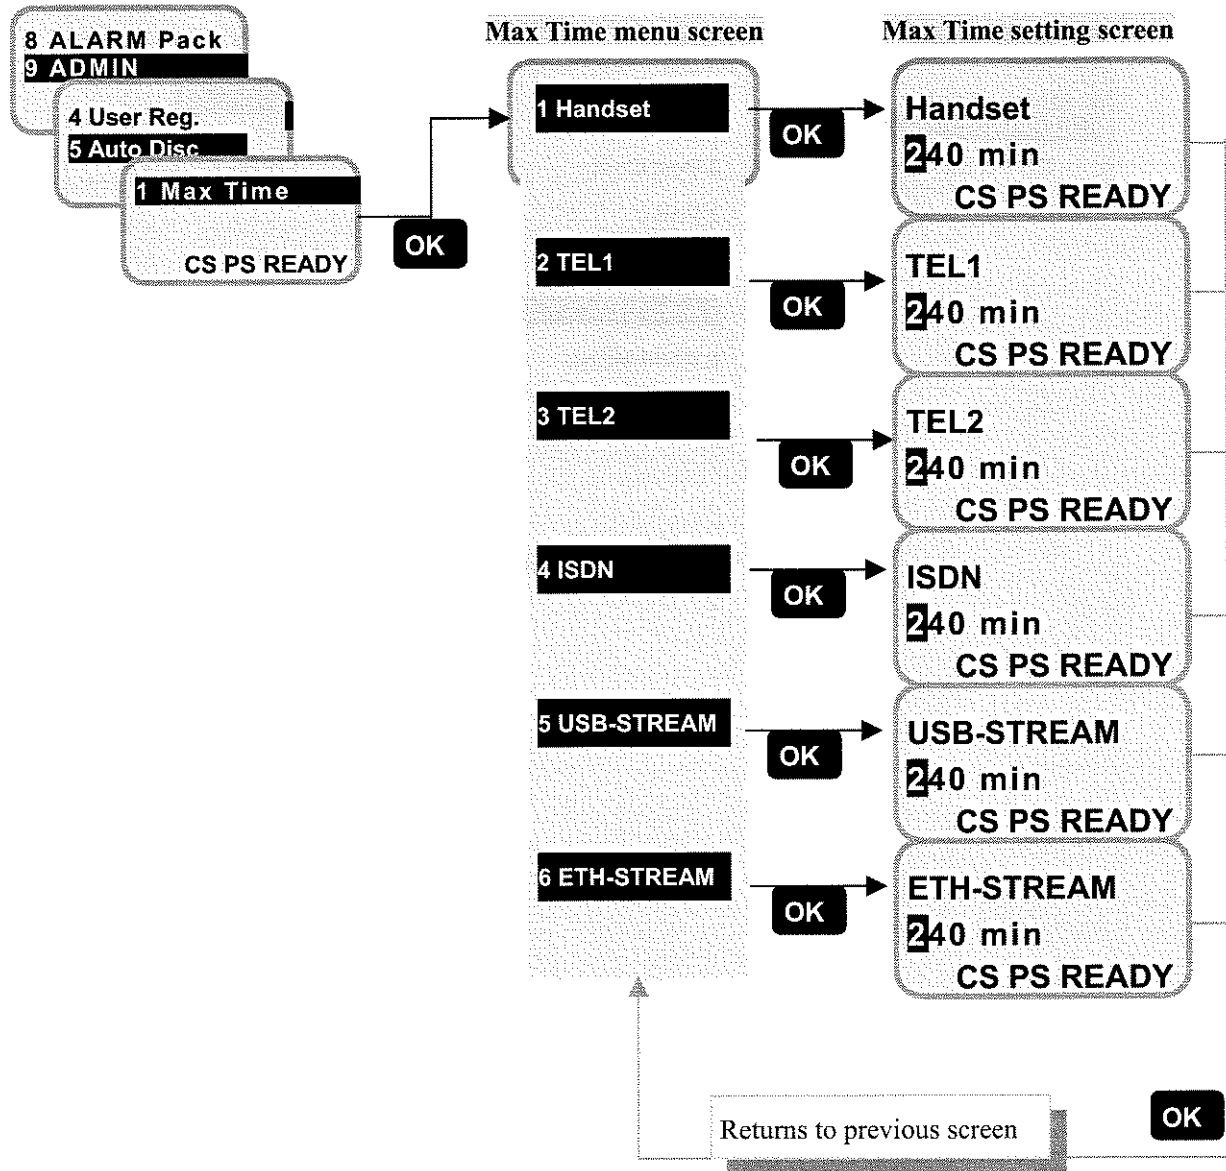 8 ALARM Pack
9 ADMIN
4 User Reg.
5 Auto Disc
1 Max Time
CS PS READY
OK
Max Time menu screen
1 Handset
2 TEL1
3 TEL2
4 ISDN
5 USB-STREAM
6 ETH-STREAM
OK
OK
OK
OK
OK
OK
Max Time setting screen
Handset
240 min
CS PS READY
TEL1
240 min
CS PS READY
TEL2
240 min
CS PS READY
ISDN
240 min
CS PS READY
USB-STREAM
240 min
CS PS READY
ETH-STREAM
240 min
CS PS READY
Returns to previous screen
OK